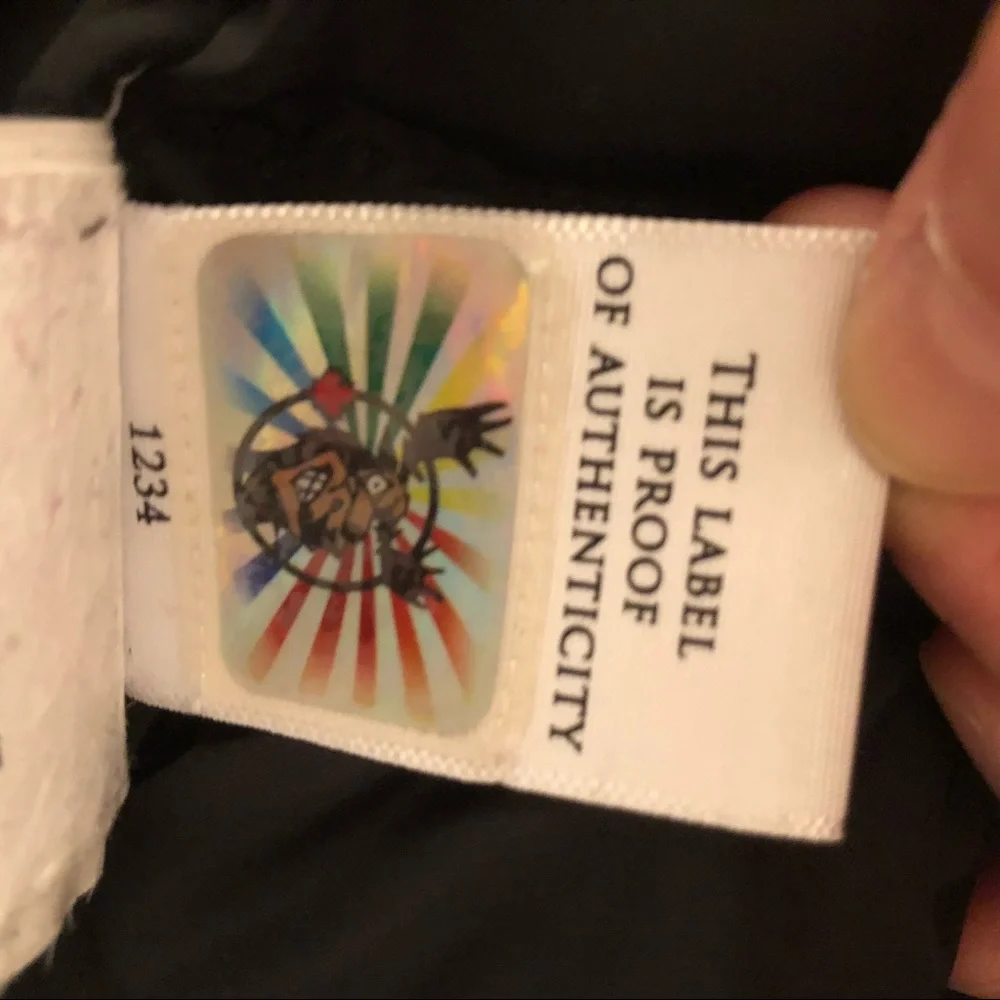 THIS LABEL
IS PROOF
OF AUTHENTICITY
1234